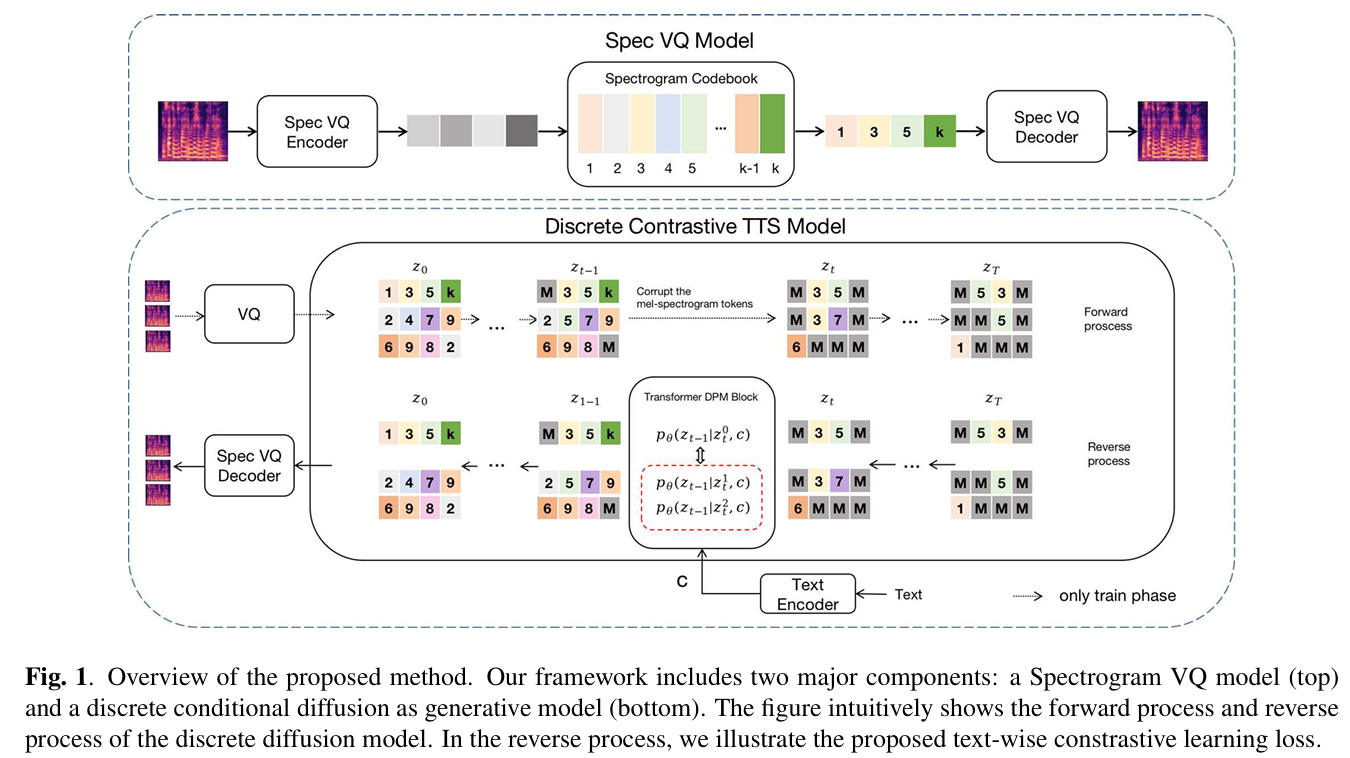 Spec VQ Model
Spectrogram Codebook
Spec VQ
Encoder
...
1 2 3 4 5 k-1 k
1 3 5 k
Spec VQ
Decoder
Discrete Contrastive TTS Model
VQ
z_0
1 3 5 k
2 4 7 9
6 9 8 2
...
z_{t-1}
M 3 5 k
2 5 7 9
6 9 8 M
Corrupt the
mel-spectrogram tokens
z_t
M 3 5 M
M 3 7 M
6 M M M
...
z_T
M 5 3 M
M M 5 M
1 M M M
Forward
proscess
Spec VQ
Decoder
z_0
1 3 5 k
2 4 7 9
6 9 8 2
...
z_{1-1}
M 3 5 k
2 5 7 9
6 9 8 M
Transformer DPM Block
p_θ(z_{t-1}|z_t^0, c)
⇕
p_θ(z_{t-1}|z_t^1, c)
p_θ(z_{t-1}|z_t^2, c)
z_t
M 3 5 M
M 3 7 M
6 M M M
...
z_T
M 5 3 M
M M 5 M
1 M M M
Reverse
process
C
Text
Encoder
Text
only train phase
Fig. 1. Overview of the proposed method. Our framework includes two major components: a Spectrogram VQ model (top)
and a discrete conditional diffusion as generative model (bottom). The figure intuitively shows the forward process and reverse
process of the discrete diffusion model. In the reverse process, we illustrate the proposed text-wise constrastive learning loss.